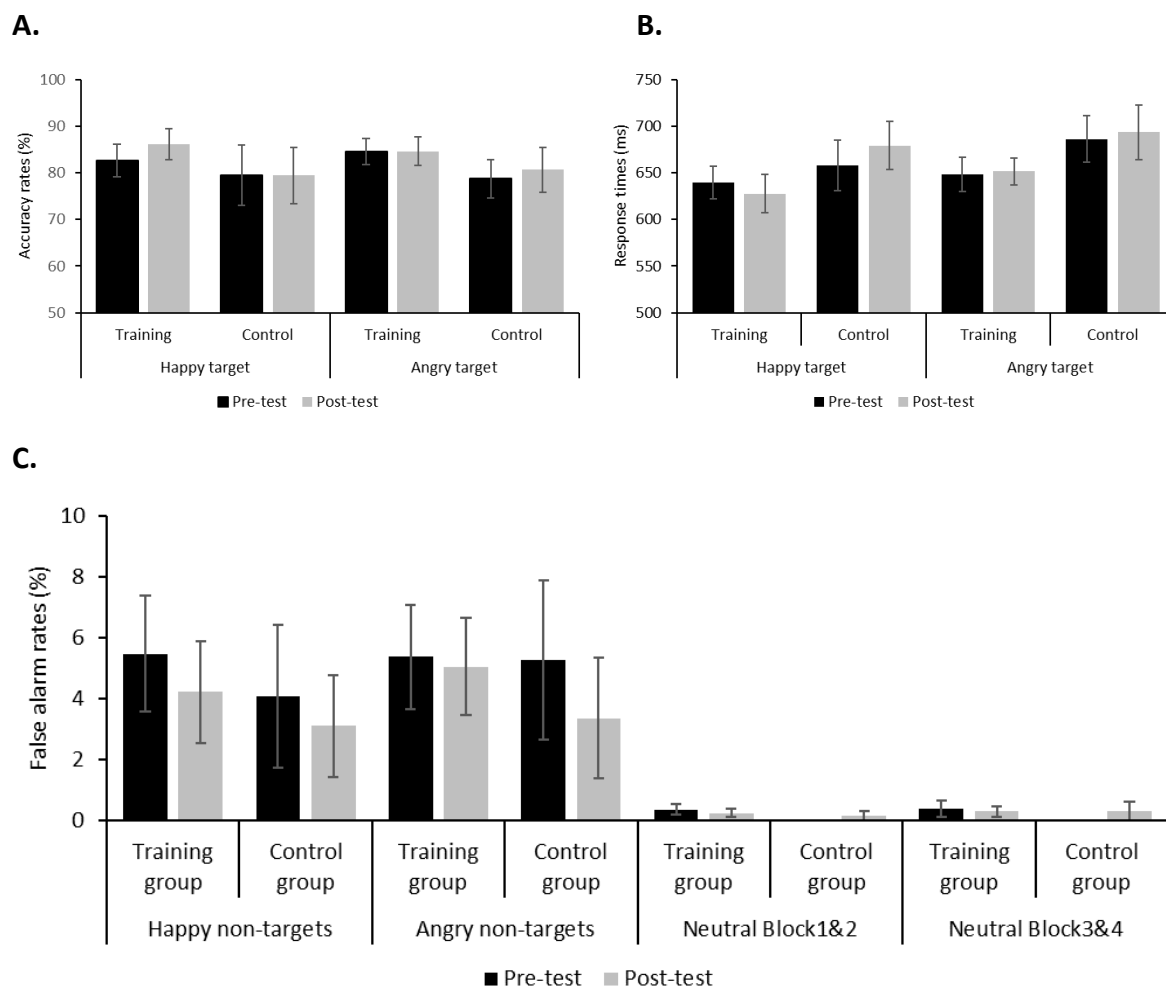 A.
100
90
80
70
60
50
Accuracy rates (%)
Training
Control
Training
Control
Happy target
Angry target
Pre-test
Post-test
B.
750
700
650
600
550
500
Response times (ms)
Training
Control
Training
Control
Happy target
Angry target
Pre-test
Post-test
C.
10
8
6
4
2
0
False alarm rates (%)
Training
group
Control
group
Training
group
Control
group
Training
group
Control
group
Training
group
Control
group
Happy non-targets
Angry non-targets
Neutral Block1&2
Neutral Block3&4
Pre-test
Post-test